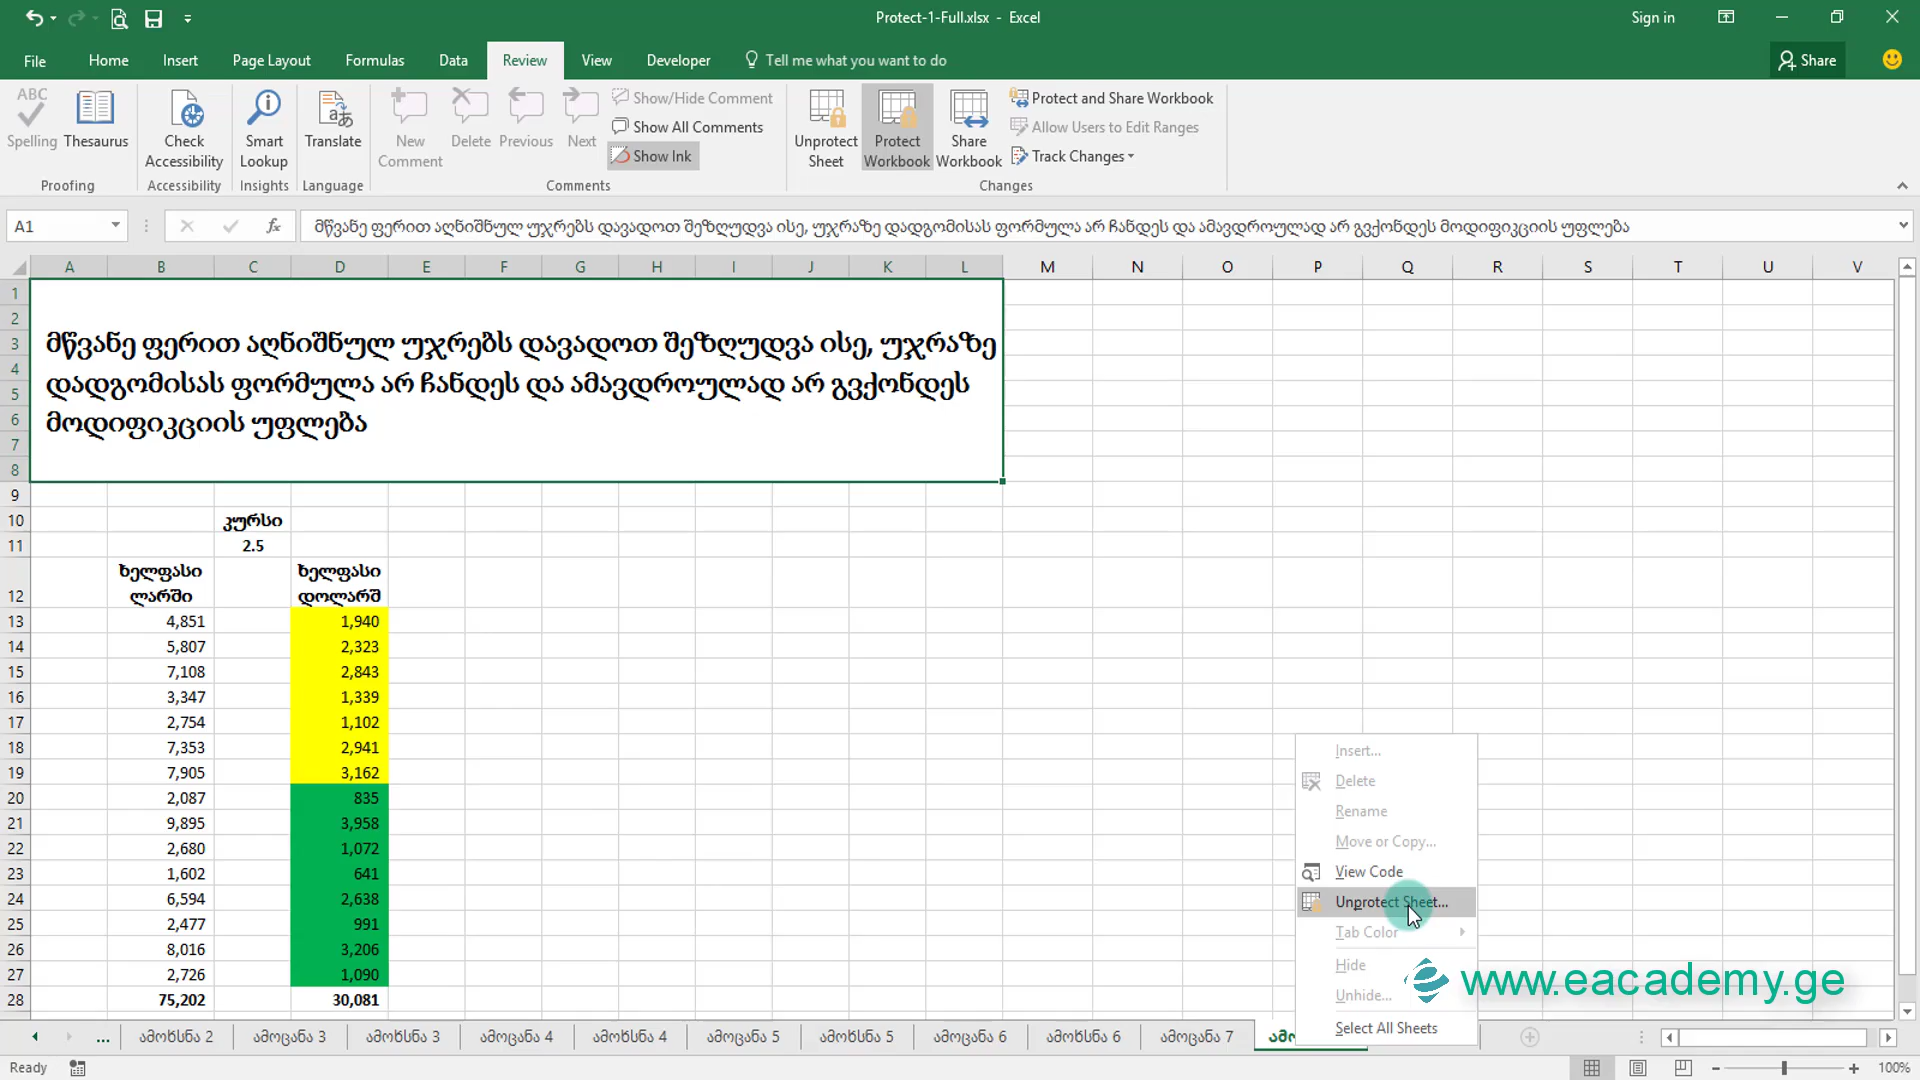 Protect-1-Full.xlsx - Excel
Sign in
File Home Insert Page Layout Formulas Data Review View Developer Tell me what you want to do Share
ABC
Spelling Thesaurus Check Accessibility Smart Lookup Translate New Comment Delete Previous Next
Show/Hide Comment
Show All Comments
Show Ink
Unprotect Sheet Protect Workbook Share Workbook
Protect and Share Workbook
Allow Users to Edit Ranges
Track Changes
Proofing Accessibility Insights Language Comments Changes
A1 fx მწვანე ფერით აღნიშნულ უჯრებს დავადოთ შეზღუდვა ისე, უჯრაზე დადგომისას ფორმულა არ ჩანდეს და ამავდროულად არ გვქონდეს მოდიფიკციის უფლება
A B C D E F G H I J K L M N O P Q R S T U V
1
2
3 მწვანე ფერით აღნიშნულ უჯრებს დავადოთ შეზღუდვა ისე, უჯრაზე
4 დადგომისას ფორმულა არ ჩანდეს და ამავდროულად არ გვქონდეს
5
6 მოდიფიკციის უფლება
7
8
9
10 კურსი
11 2.5
ხელფასი ხელფასი
12 ლარში დოლარშ
13 4,851 1,940
14 5,807 2,323
15 7,108 2,843
16 3,347 1,339
17 2,754 1,102
18 7,353 2,941
19 7,905 3,162
20 2,087 835
21 9,895 3,958
22 2,680 1,072
23 1,602 641
24 6,594 2,638
25 2,477 991
26 8,016 3,206
27 2,726 1,090
28 75,202 30,081
Insert...
Delete
Rename
Move or Copy...
View Code
Unprotect Sheet...
Tab Color
Hide
Unhide...
Select All Sheets
www.eacademy.ge
... ამოხსნა 2 ამოცანა 3 ამოხსნა 3 ამოცანა 4 ამოხსნა 4 ამოცანა 5 ამოხსნა 5 ამოცანა 6 ამოხსნა 6 ამოცანა 7
Ready 100%